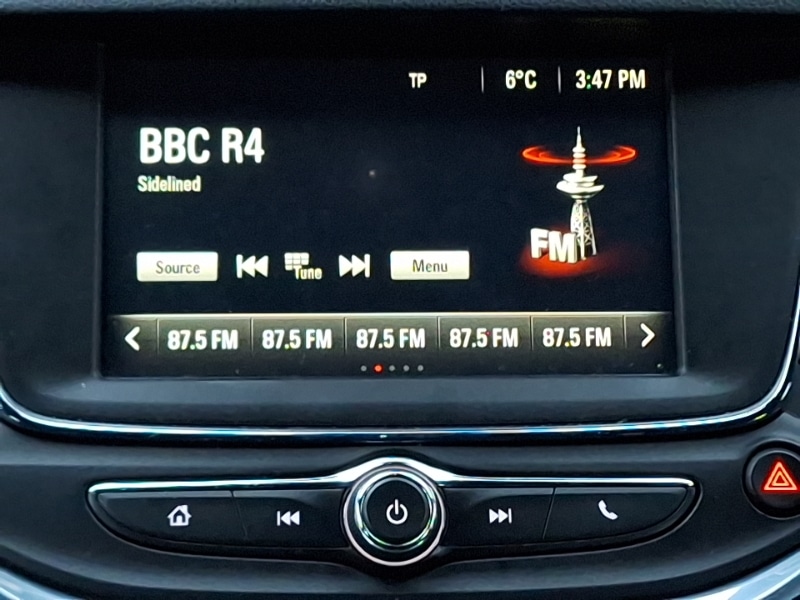 TP 6°C 3:47 PM
BBC R4
Sidelined
FM
Source Tune Menu
87.5 FM 87.5 FM 87.5 FM 87.5 FM 87.5 FM